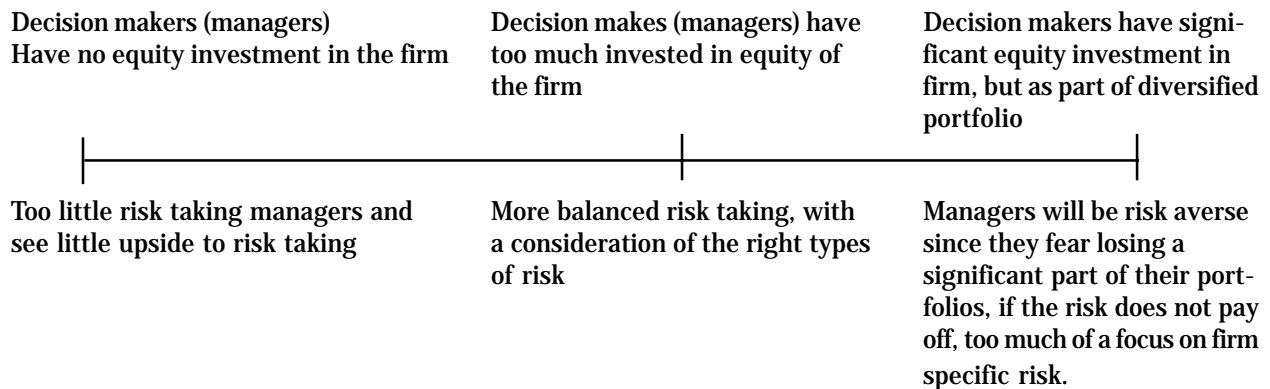 Decision makers (managers)
Have no equity investment in the firm
Decision makes (managers) have
too much invested in equity of
the firm
Decision makers have signi-
ficant equity investment in
firm, but as part of diversified
portfolio
Too little risk taking managers and
see little upside to risk taking
More balanced risk taking, with
a consideration of the right types
of risk
Managers will be risk averse
since they fear losing a
significant part of their port-
folios, if the risk does not pay
off, too much of a focus on firm
specific risk.